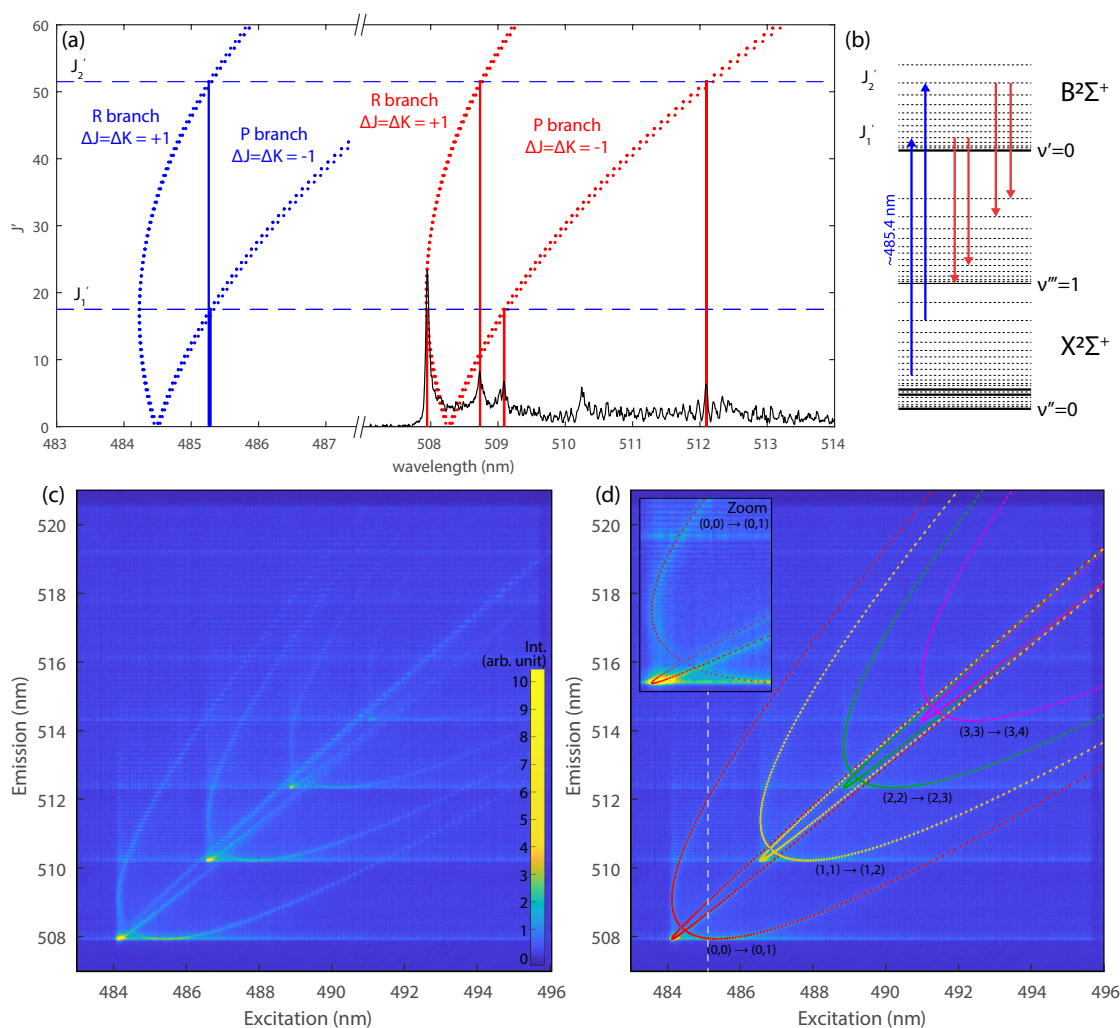 (a)
60
50
40
30
20
10
0
J'
J₂'
J₁'
R branch
ΔJ=ΔK = +1
P branch
ΔJ=ΔK = -1
R branch
ΔJ=ΔK = +1
P branch
ΔJ=ΔK = -1
483 484 485 486 487 508 509 510 511 512 513 514
wavelength (nm)
(b)
J₂'
J₁'
B²Σ⁺
ν'=0
~485.4 nm
ν'''=1
X²Σ⁺
ν''=0
(c)
520
518
516
514
512
510
508
Emission (nm)
Int.
(arb. unit)
10
9
8
7
6
5
4
3
2
1
0
484 486 488 490 492 494 496
Excitation (nm)
(d)
Zoom
(0,0) → (0,1)
520
518
516
514
512
510
508
Emission (nm)
(3,3) → (3,4)
(2,2) → (2,3)
(1,1) → (1,2)
(0,0) → (0,1)
484 486 488 490 492 494 496
Excitation (nm)